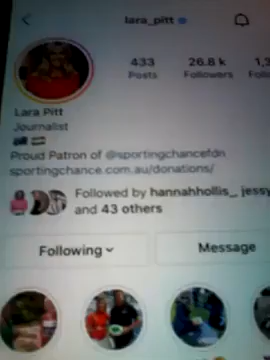 lara_pitt
433 26.8 k 1,3
Posts Followers Foll
Lara Pitt
Journalist
Proud Patron of @sportingchancefdn
sportingchance.com.au/donations/
Followed by hannahhollis_, jessy
and 43 others
Following Message